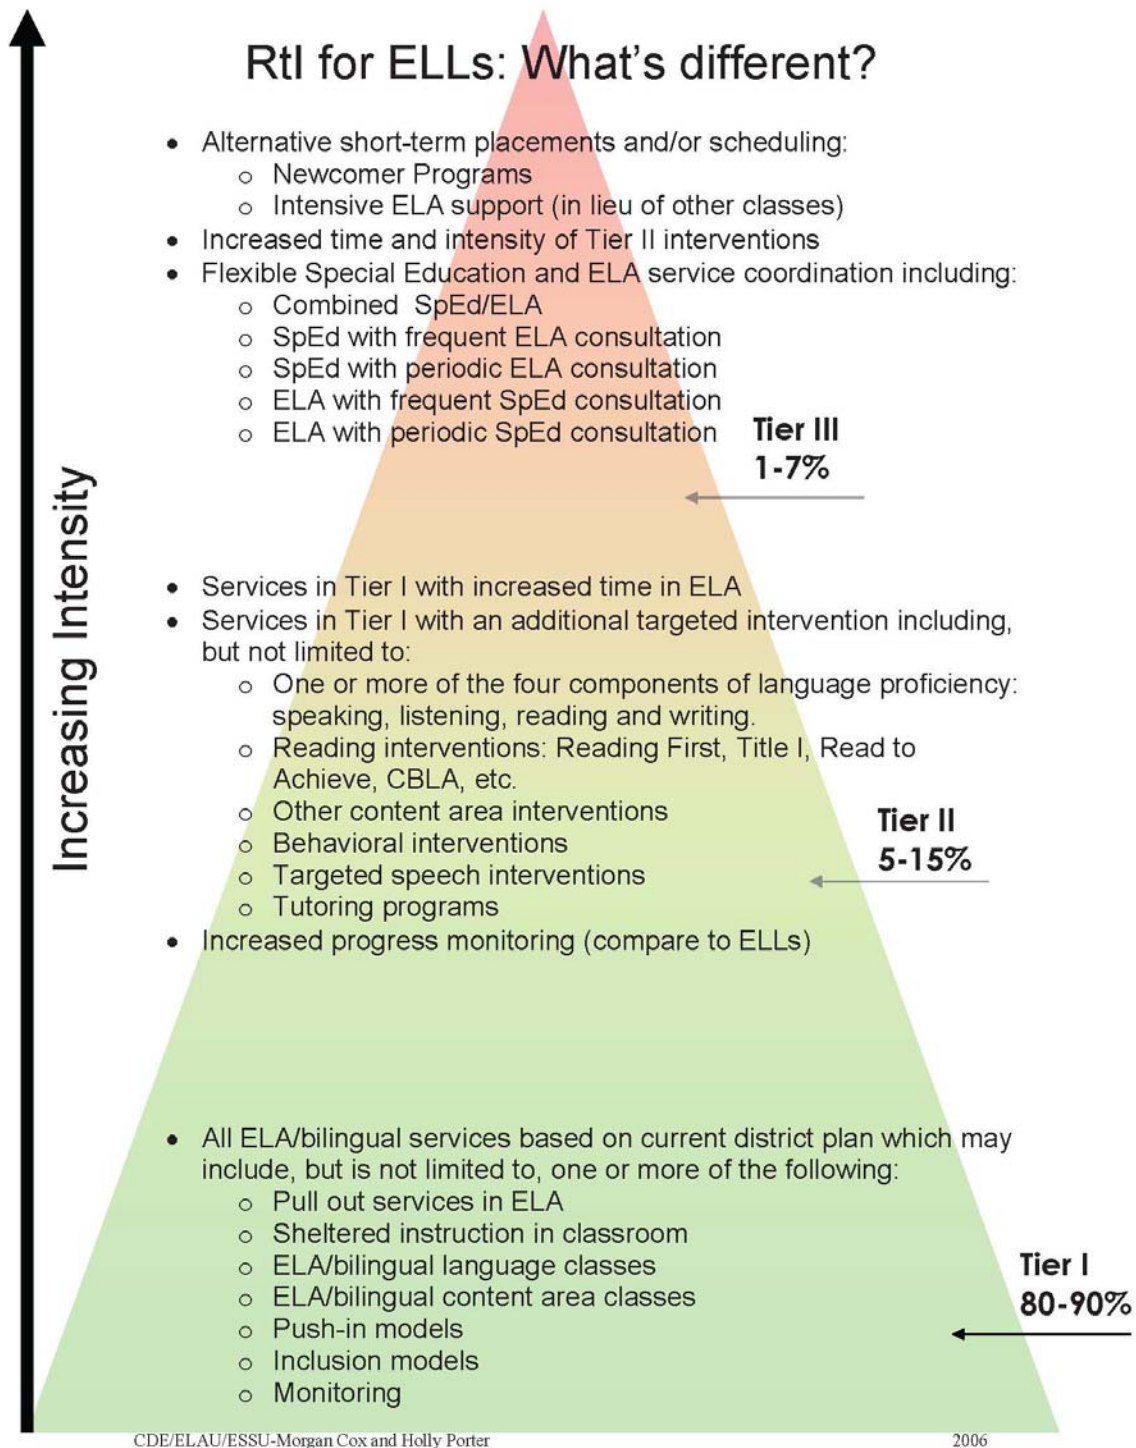 RtI for ELLs: What's different?
• Alternative short-term placements and/or scheduling:
o Newcomer Programs
o Intensive ELA support (in lieu of other classes)
• Increased time and intensity of Tier II interventions
• Flexible Special Education and ELA service coordination including:
o Combined SpEd/ELA
o SpEd with frequent ELA consultation
o SpEd with periodic ELA consultation
o ELA with frequent SpEd consultation
o ELA with periodic SpEd consultation
Tier III
1-7%
Increasing Intensity
• Services in Tier I with increased time in ELA
• Services in Tier I with an additional targeted intervention including,
but not limited to:
o One or more of the four components of language proficiency:
speaking, listening, reading and writing.
o Reading interventions: Reading First, Title I, Read to
Achieve, CBLA, etc.
o Other content area interventions
o Behavioral interventions
o Targeted speech interventions
o Tutoring programs
• Increased progress monitoring (compare to ELLs)
Tier II
5-15%
• All ELA/bilingual services based on current district plan which may
include, but is not limited to, one or more of the following:
o Pull out services in ELA
o Sheltered instruction in classroom
o ELA/bilingual language classes
o ELA/bilingual content area classes
o Push-in models
o Inclusion models
o Monitoring
Tier I
80-90%
CDE/ELAU/ESSU-Morgan Cox and Holly Porter
2006